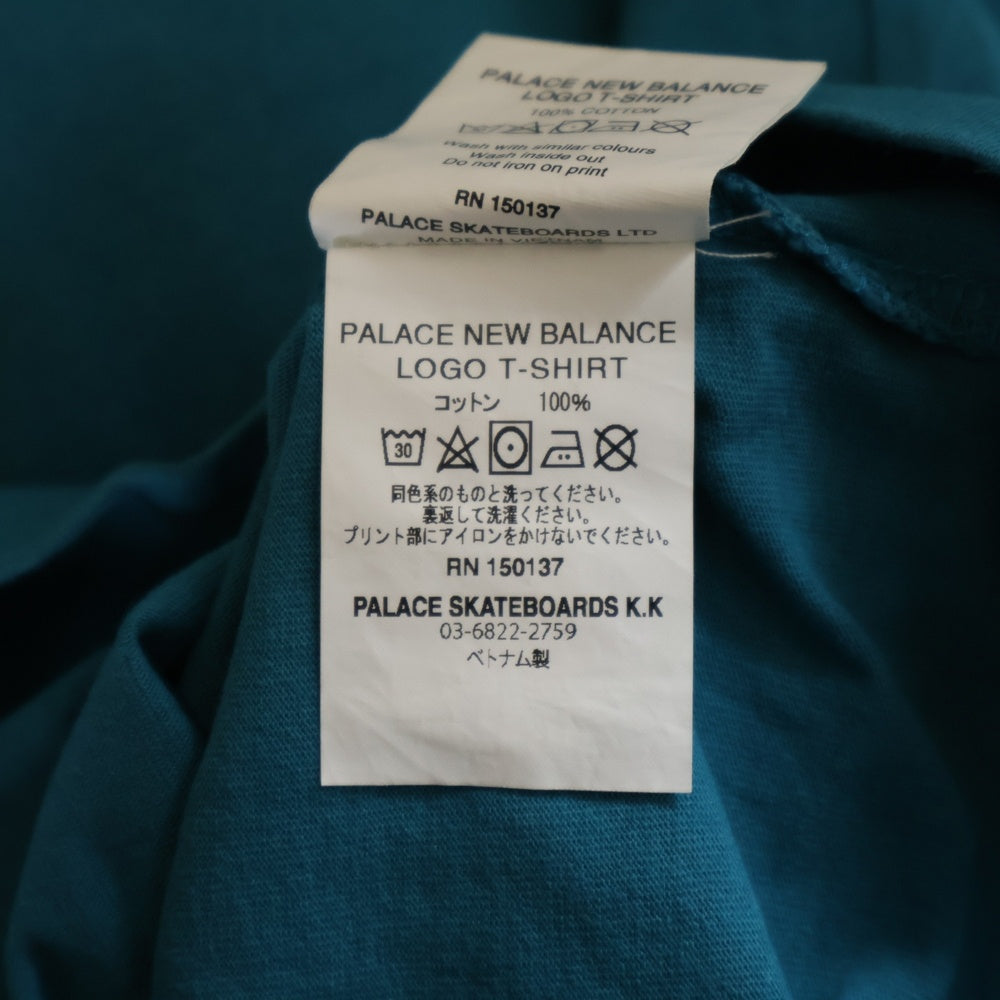 PALACE NEW BALANCE
LOGO T-SHIRT
100% COTTON
Wash with similar colours
Wash inside out
Do not iron on print
RN 150137
PALACE SKATEBOARDS LTD
MADE IN VIETNAM
PALACE NEW BALANCE
LOGO T-SHIRT
コットン 100%
30
同色系のものと洗ってください。
裏返して洗濯ください。
プリント部にアイロンをかけないでください。
RN 150137
PALACE SKATEBOARDS K.K
03-6822-2759
ベトナム製